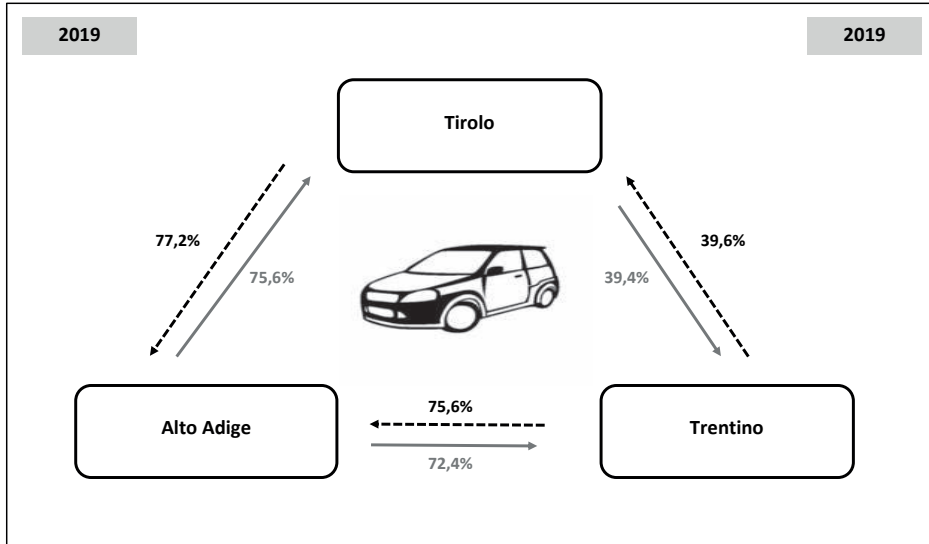 2019
2019
Tirolo
77,2%
39,6%
75,6%
39,4%
75,6%
Alto Adige
Trentino
72,4%